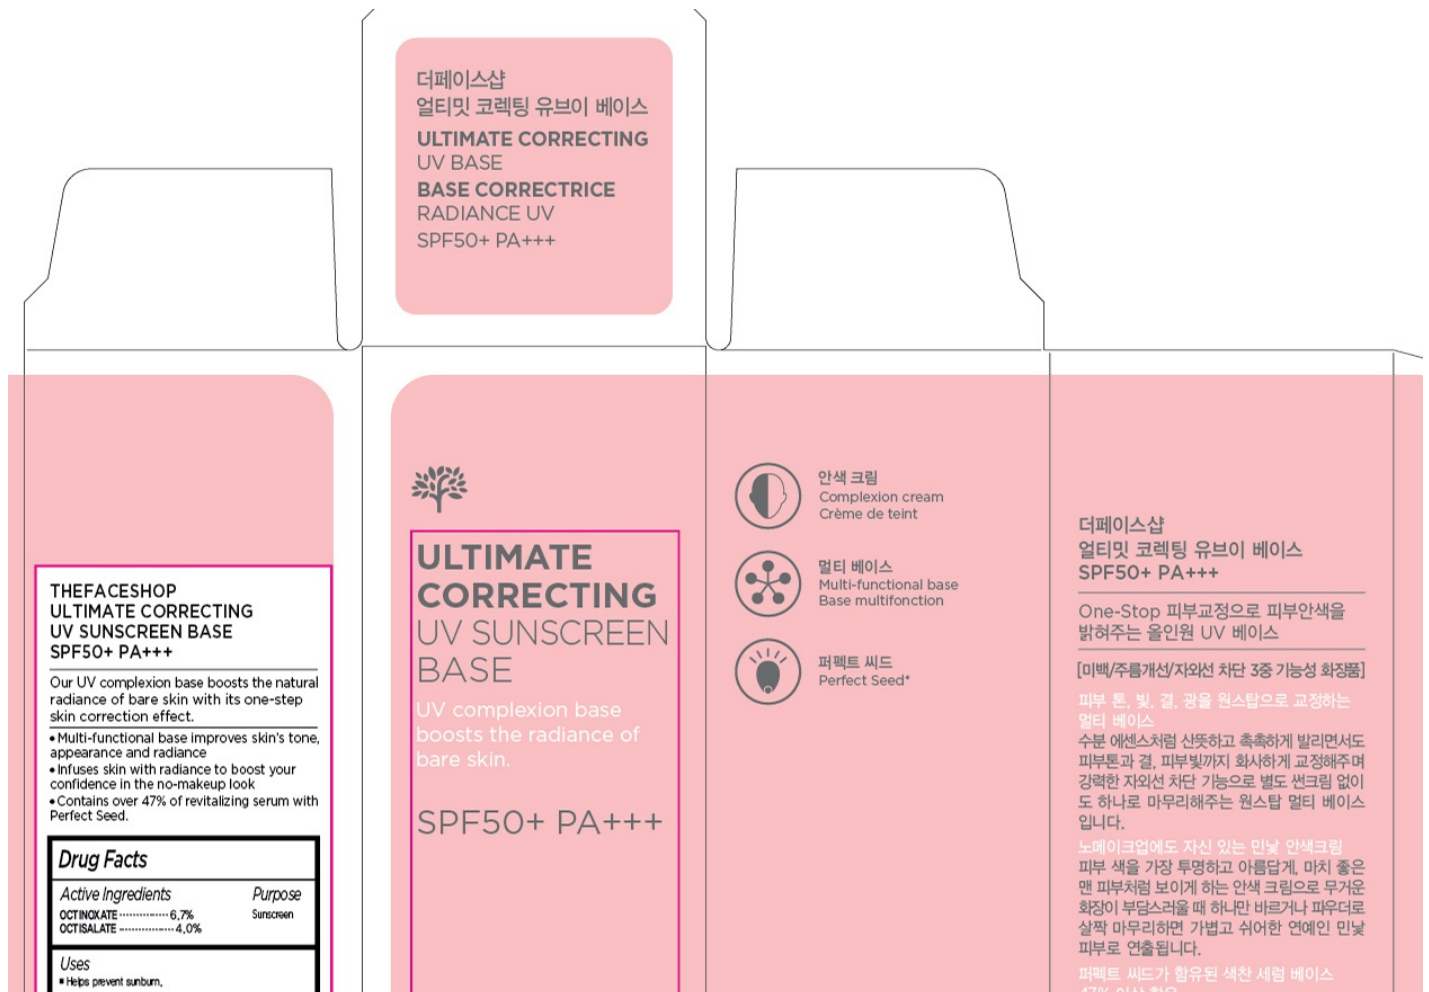 더페이스샵
얼티밋 코렉팅 유브이 베이스
ULTIMATE CORRECTING
UV BASE
BASE CORRECTRICE
RADIANCE UV
SPF50+ PA+++
THEFACESHOP
ULTIMATE CORRECTING
UV SUNSCREEN BASE
SPF50+ PA+++
Our UV complexion base boosts the natural
radiance of bare skin with its one-step
skin correction effect.
• Multi-functional base improves skin's tone,
appearance and radiance
• Infuses skin with radiance to boost your
confidence in the no-makeup look
• Contains over 47% of revitalizing serum with
Perfect Seed.
Drug Facts
Active Ingredients Purpose
OCTINOXATE -------------- 6.7% Sunscreen
OCTISALATE ---------------- 4.0%
Uses
▪ Helps prevent sunburn.
ULTIMATE
CORRECTING
UV SUNSCREEN
BASE
UV complexion base
boosts the radiance of
bare skin.
SPF50+ PA+++
안색 크림
Complexion cream
Crème de teint
멀티 베이스
Multi-functional base
Base multifonction
퍼펙트 씨드
Perfect Seed*
더페이스샵
얼티밋 코렉팅 유브이 베이스
SPF50+ PA+++
One-Stop 피부교정으로 피부안색을
밝혀주는 올인원 UV 베이스
[미백/주름개선/자외선 차단 3중 기능성 화장품]
피부 톤, 빛, 결, 광을 원스탑으로 교정하는
멀티 베이스
수분 에센스처럼 산뜻하고 촉촉하게 발리면서도
피부톤과 결, 피부빛까지 화사하게 교정해주며
강력한 자외선 차단 기능으로 별도 썬크림 없이
도 하나로 마무리해주는 원스탑 멀티 베이스
입니다.
노메이크업에도 자신 있는 민낯 안색크림
피부 색을 가장 투명하고 아름답게, 마치 좋은
맨 피부처럼 보이게 하는 안색 크림으로 무거운
화장이 부담스러울 때 하나만 바르거나 파우더로
살짝 마무리하면 가볍고 쉬어한 연예인 민낯
피부로 연출됩니다.
퍼펙트 씨드가 함유된 색찬 세럼 베이스
47% 이상 함유